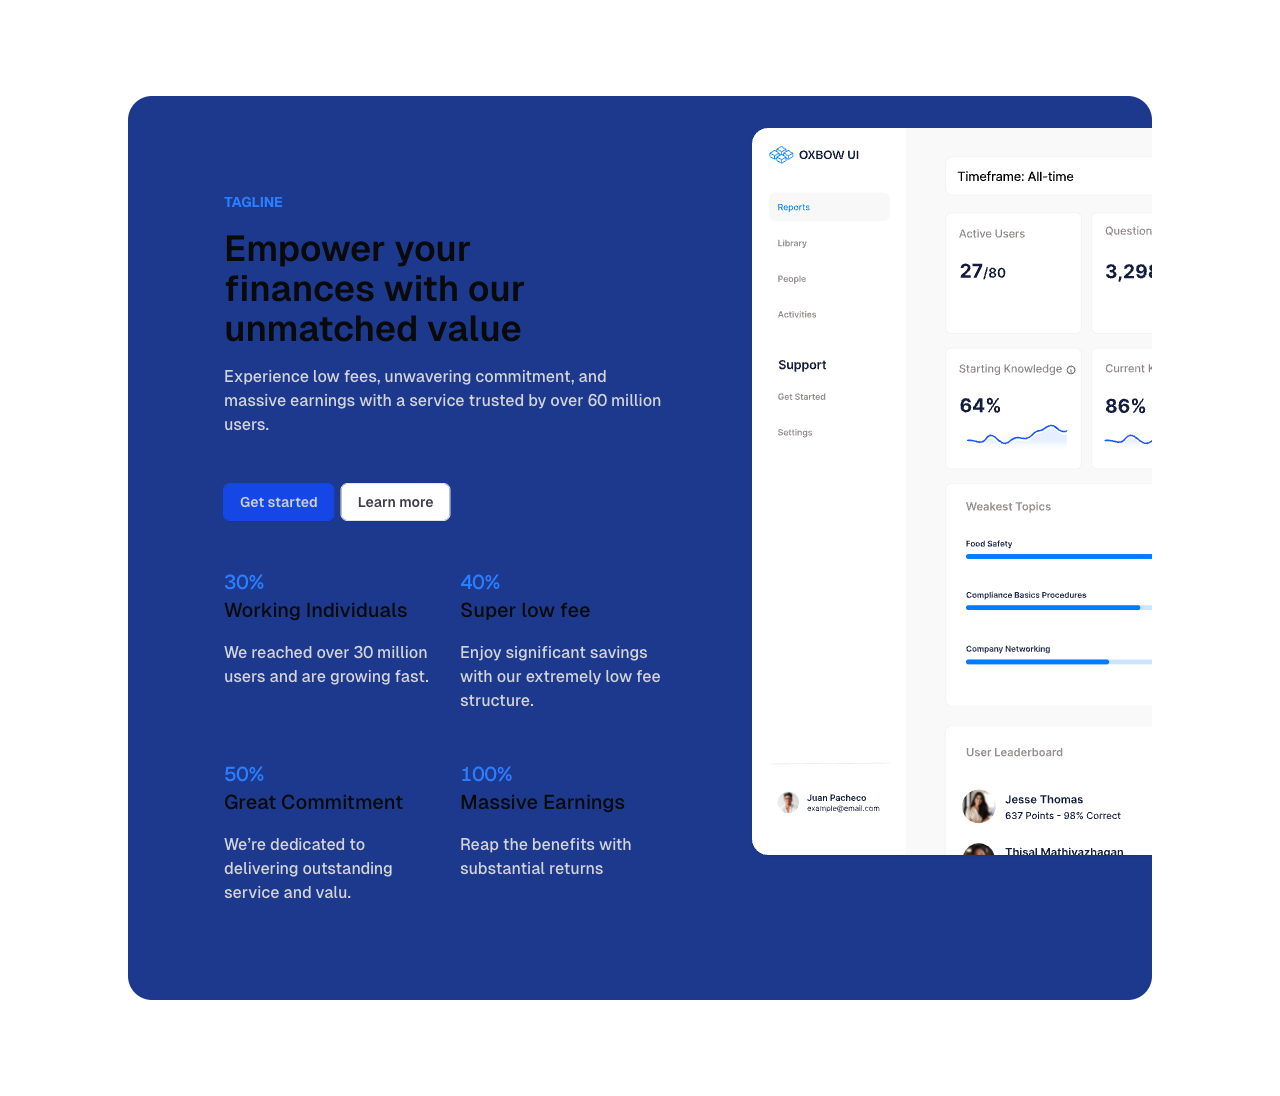 TAGLINE
Empower your
finances with our
unmatched value
Experience low fees, unwavering commitment, and
massive earnings with a service trusted by over 60 million
users.
Get started
Learn more
30%
Working Individuals
We reached over 30 million
users and are growing fast.
40%
Super low fee
Enjoy significant savings
with our extremely low fee
structure.
50%
Great Commitment
We’re dedicated to
delivering outstanding
service and valu.
100%
Massive Earnings
Reap the benefits with
substantial returns
OXBOW UI
Reports
Library
People
Activities
Support
Get Started
Settings
Juan Pacheco
example@email.com
Timeframe: All-time
Active Users
27/80
Question
3,298
Starting Knowledge
64%
Current K
86%
Weakest Topics
Food Safety
Compliance Basics Procedures
Company Networking
User Leaderboard
Jesse Thomas
637 Points - 98% Correct
Thisal Mathiyazhagan